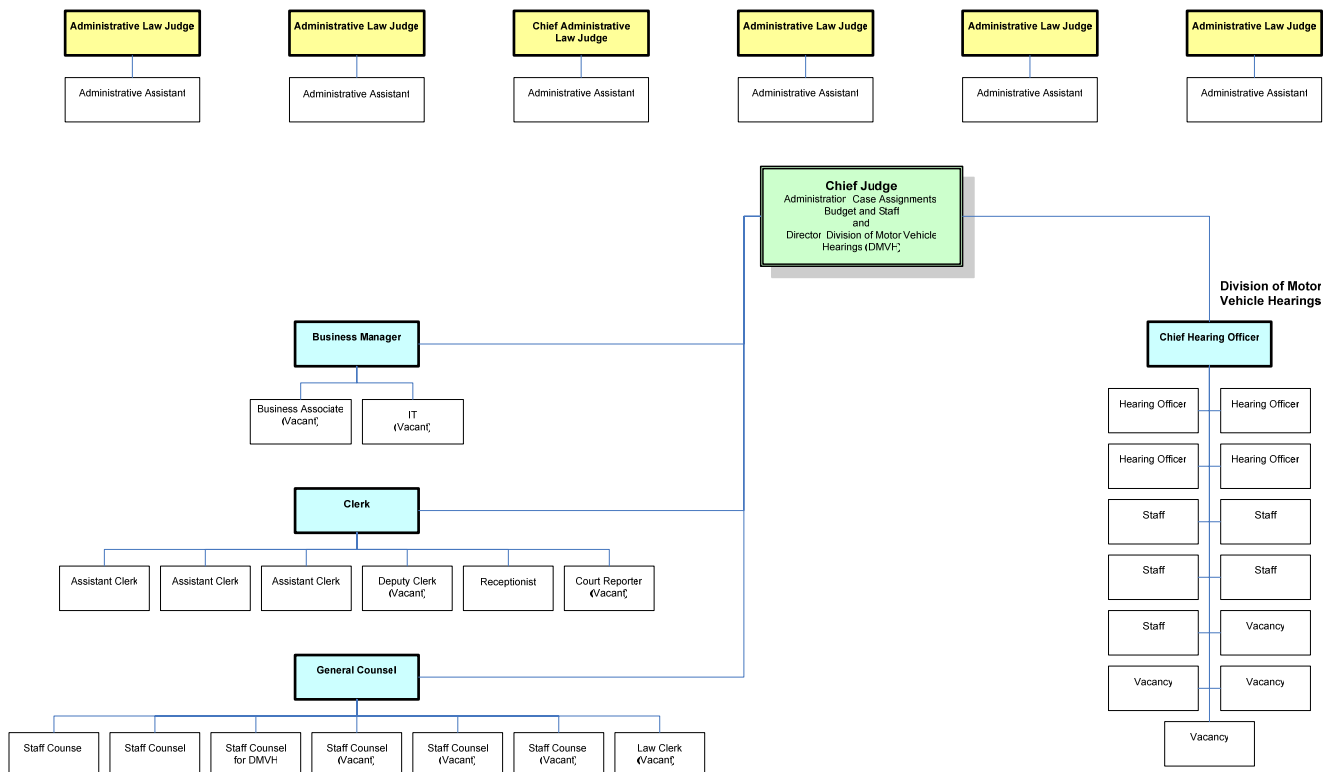 Administrative Law Judge
Administrative Law Judge
Chief Administrative
Law Judge
Administrative Law Judge
Administrative Law Judge
Administrative Law Judge
Administrative Assistant
Administrative Assistant
Administrative Assistant
Administrative Assistant
Administrative Assistant
Administrative Assistant
Chief Judge
Administration Case Assignments
Budget and Staff
and
Director Division of Motor Vehicle
Hearings (DMVH)
Division of Motor
Vehicle Hearings
Business Manager
Chief Hearing Officer
Business Associate
(Vacant)
IT
(Vacant)
Hearing Officer
Hearing Officer
Hearing Officer
Hearing Officer
Clerk
Staff
Staff
Assistant Clerk
Assistant Clerk
Assistant Clerk
Deputy Clerk
(Vacant)
Receptionist
Court Reporter
(Vacant)
Staff
Staff
Staff
Vacancy
General Counsel
Vacancy
Vacancy
Staff Counse
Staff Counsel
Staff Counsel
for DMVH
Staff Counsel
(Vacant)
Staff Counsel
(Vacant)
Staff Counse
(Vacant)
Law Clerk
(Vacant)
Vacancy